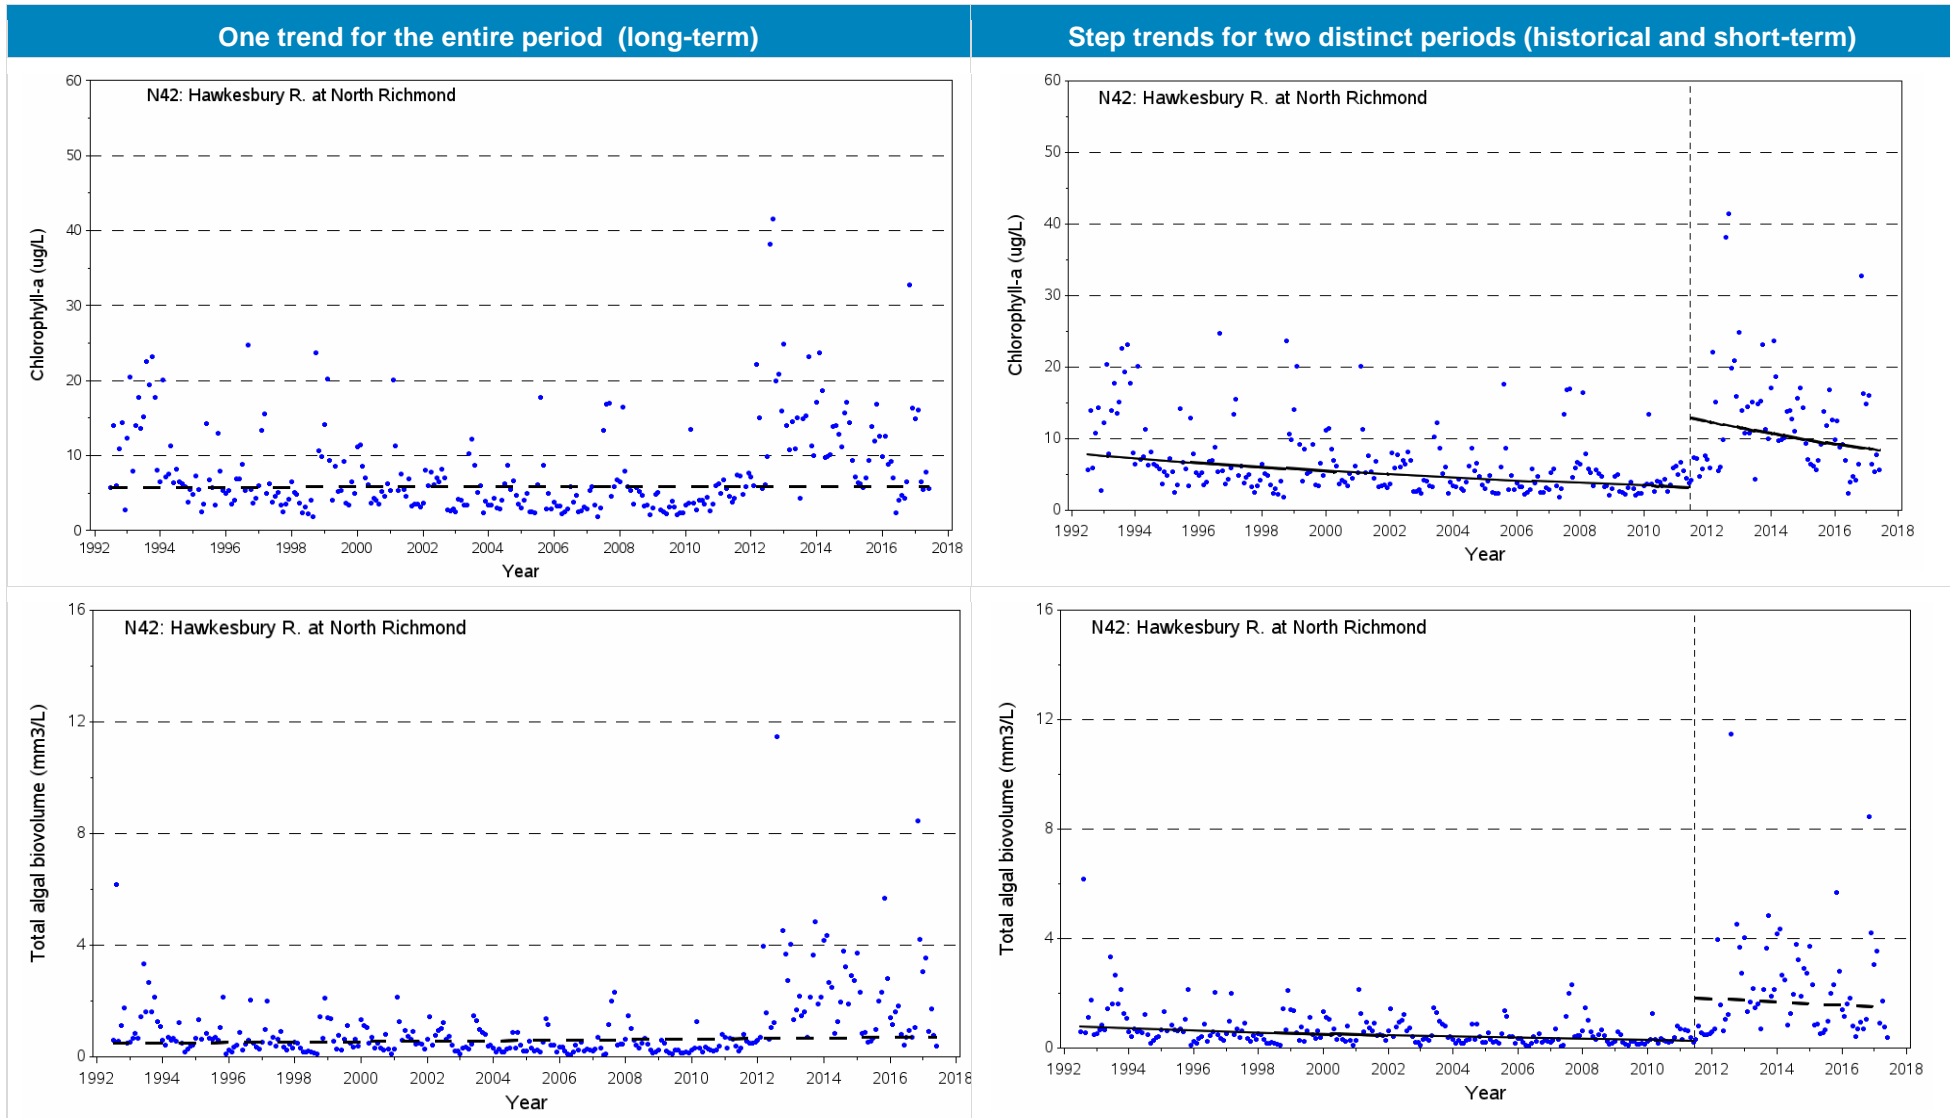 One trend for the entire period (long-term)
Step trends for two distinct periods (historical and short-term)
N42: Hawkesbury R. at North Richmond
Chlorophyll-a (ug/L)
60
50
40
30
20
10
0
1992 1994 1996 1998 2000 2002 2004 2006 2008 2010 2012 2014 2016 2018
Year
N42: Hawkesbury R. at North Richmond
Chlorophyll-a (ug/L)
60
50
40
30
20
10
0
1992 1994 1996 1998 2000 2002 2004 2006 2008 2010 2012 2014 2016 2018
Year
N42: Hawkesbury R. at North Richmond
Total algal biovolume (mm3/L)
16
12
8
4
0
1992 1994 1996 1998 2000 2002 2004 2006 2008 2010 2012 2014 2016 2018
Year
N42: Hawkesbury R. at North Richmond
Total algal biovolume (mm3/L)
16
12
8
4
0
1992 1994 1996 1998 2000 2002 2004 2006 2008 2010 2012 2014 2016 2018
Year